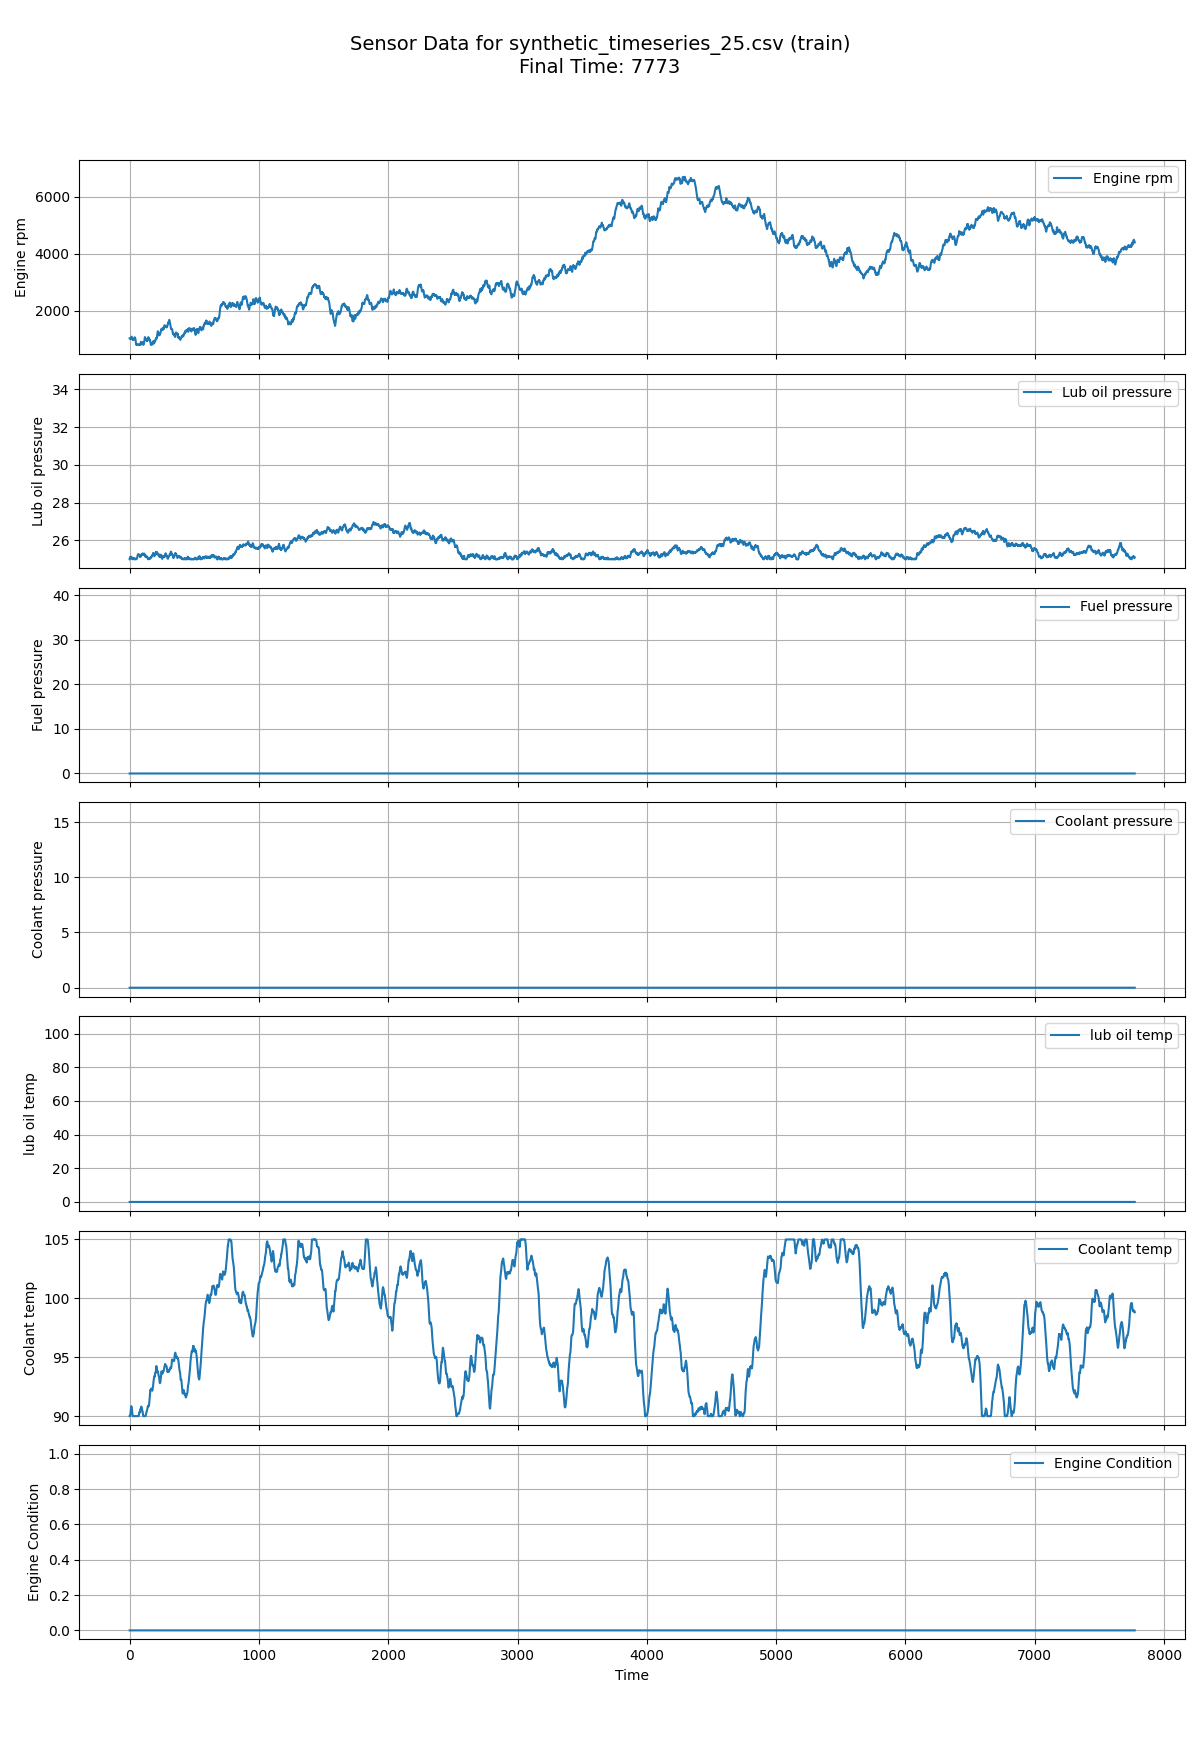 Sensor Data for synthetic_timeseries_25.csv (train)
Final Time: 7773
Engine rpm
6000
4000
2000
Engine rpm
Lub oil pressure
34
32
30
28
26
Lub oil pressure
Fuel pressure
40
30
20
10
0
Fuel pressure
Coolant pressure
15
10
5
0
Coolant pressure
lub oil temp
100
80
60
40
20
0
lub oil temp
Coolant temp
105
100
95
90
Coolant temp
Engine Condition
1.0
0.8
0.6
0.4
0.2
0.0
Engine Condition
0 1000 2000 3000 4000 5000 6000 7000 8000
Time